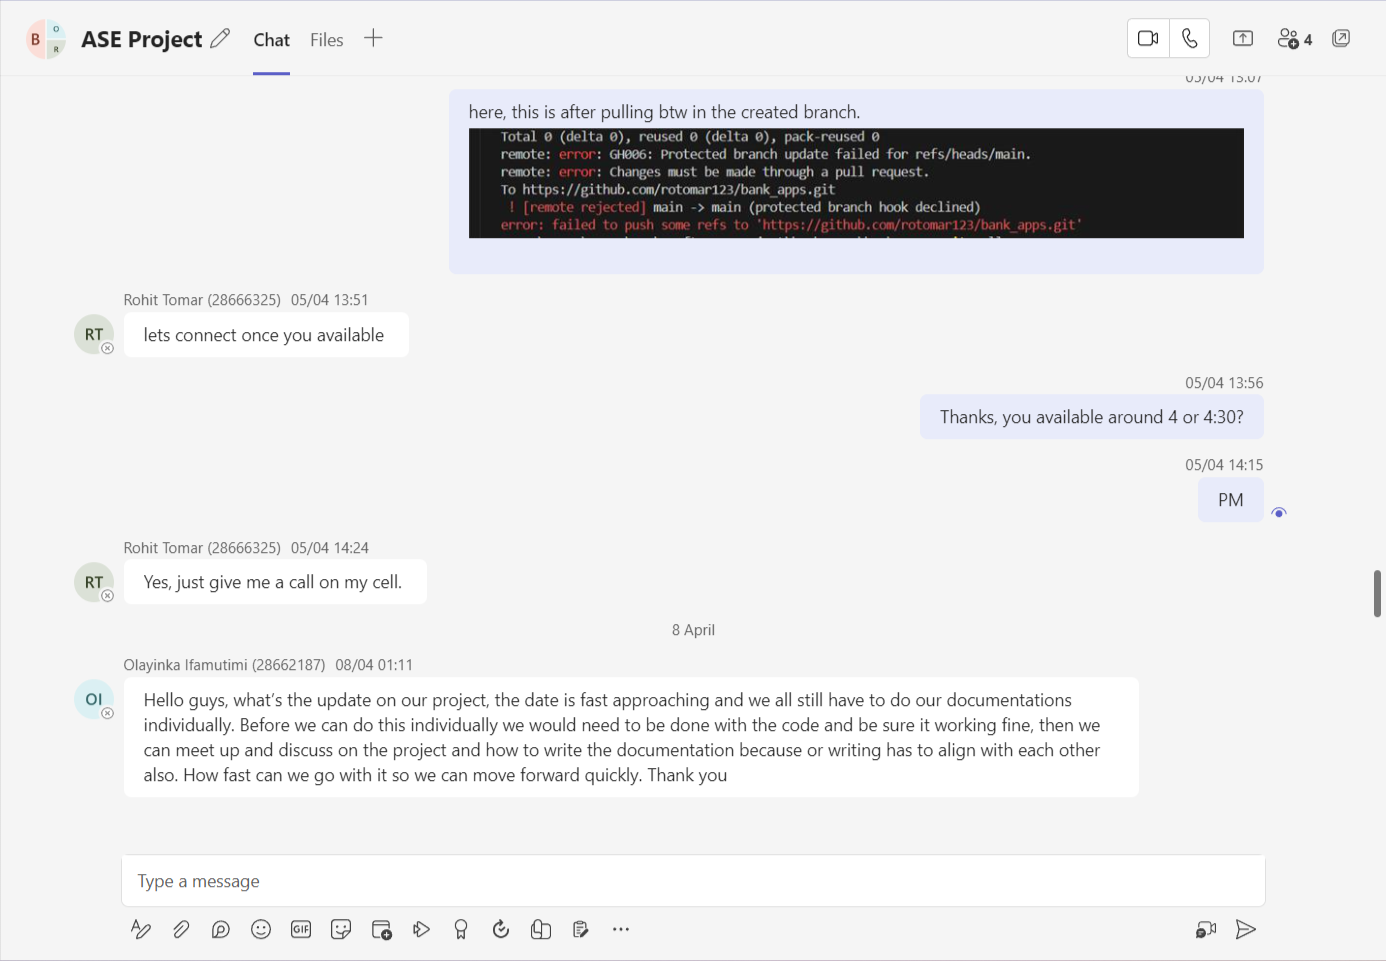 B
O
R
ASE Project
Chat
Files
4
05/04 13:07
here, this is after pulling btw in the created branch.
Total 0 (delta 0), reused 0 (delta 0), pack-reused 0
remote: error: GH006: Protected branch update failed for refs/heads/main.
remote: error: Changes must be made through a pull request.
To https://github.com/rotomar123/bank_apps.git
! [remote rejected] main -> main (protected branch hook declined)
error: failed to push some refs to 'https://github.com/rotomar123/bank_apps.git'
Rohit Tomar (28666325) 05/04 13:51
RT
lets connect once you available
05/04 13:56
Thanks, you available around 4 or 4:30?
05/04 14:15
PM
Rohit Tomar (28666325) 05/04 14:24
RT
Yes, just give me a call on my cell.
8 April
Olayinka Ifamutimi (28662187) 08/04 01:11
OI
Hello guys, what's the update on our project, the date is fast approaching and we all still have to do our documentations
individually. Before we can do this individually we would need to be done with the code and be sure it working fine, then we
can meet up and discuss on the project and how to write the documentation because or writing has to align with each other
also. How fast can we go with it so we can move forward quickly. Thank you
Type a message
GIF